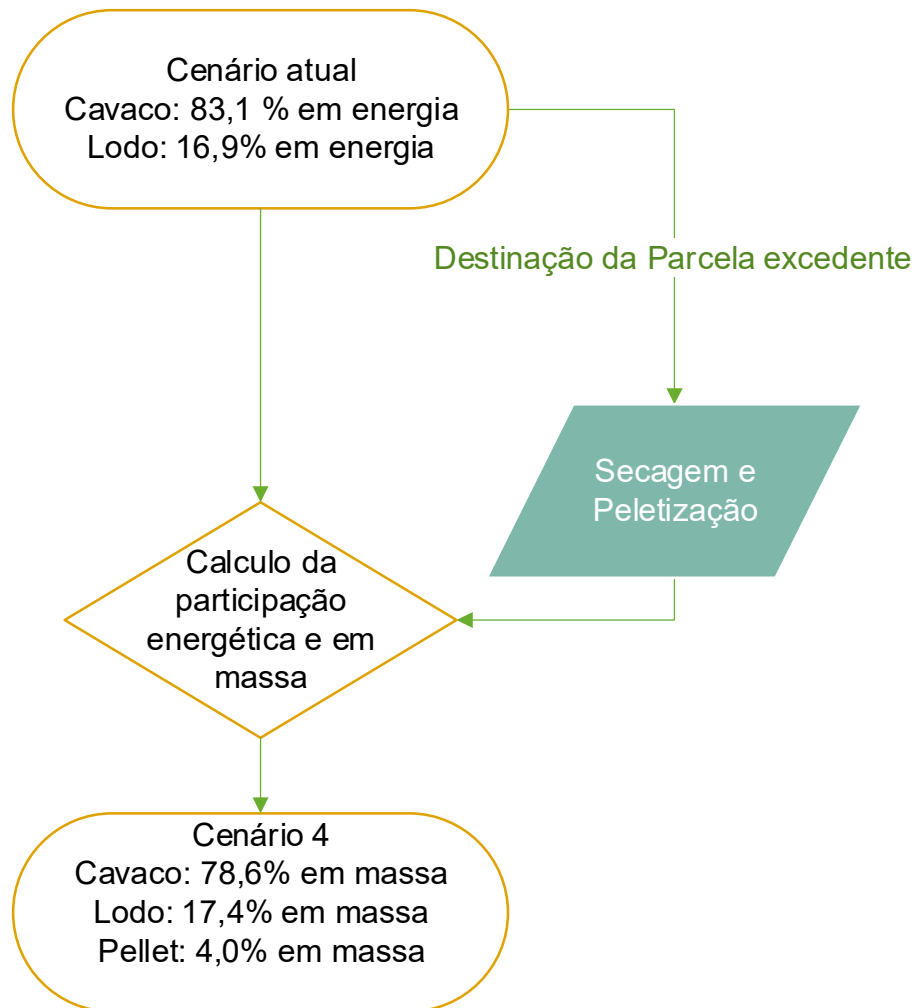 Cenário atual
Cavaco: 83,1 % em energia
Lodo: 16,9% em energia
Destinação da Parcela excedente
Secagem e
Peletização
Calculo da
participação
energética e em
massa
Cenário 4
Cavaco: 78,6% em massa
Lodo: 17,4% em massa
Pellet: 4,0% em massa